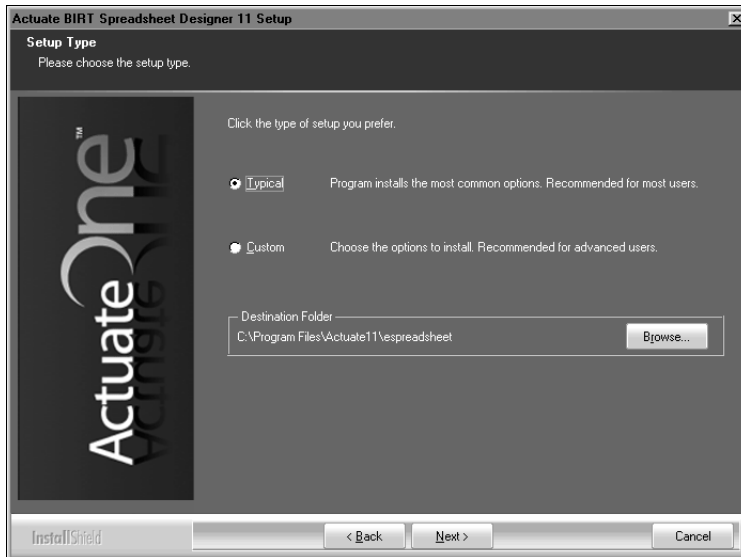 Actuate BIRT Spreadsheet Designer 11 Setup
Setup Type
Please choose the setup type.
Click the type of setup you prefer.
Typical Program installs the most common options. Recommended for most users.
Custom Choose the options to install. Recommended for advanced users.
Destination Folder
C:\Program Files\Actuate11\espreadsheet
Browse...
ActuateOne™
InstallShield
< Back Next > Cancel